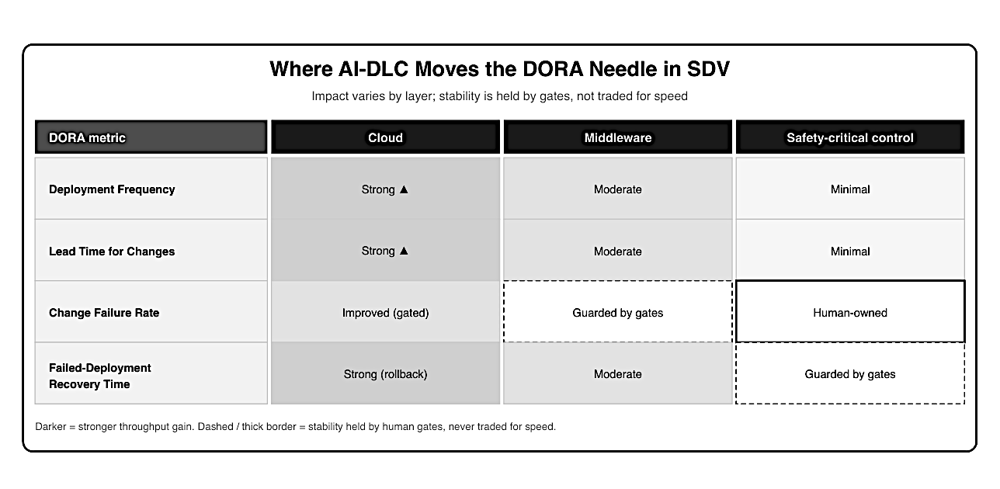 Where AI-DLC Moves the DORA Needle in SDV
Impact varies by layer; stability is held by gates, not traded for speed
DORA metric
Cloud
Middleware
Safety-critical control
Deployment Frequency
Strong ▲
Moderate
Minimal
Lead Time for Changes
Strong ▲
Moderate
Minimal
Change Failure Rate
Improved (gated)
Guarded by gates
Human-owned
Failed-Deployment
Recovery Time
Strong (rollback)
Moderate
Guarded by gates
Darker = stronger throughput gain. Dashed / thick border = stability held by human gates, never traded for speed.